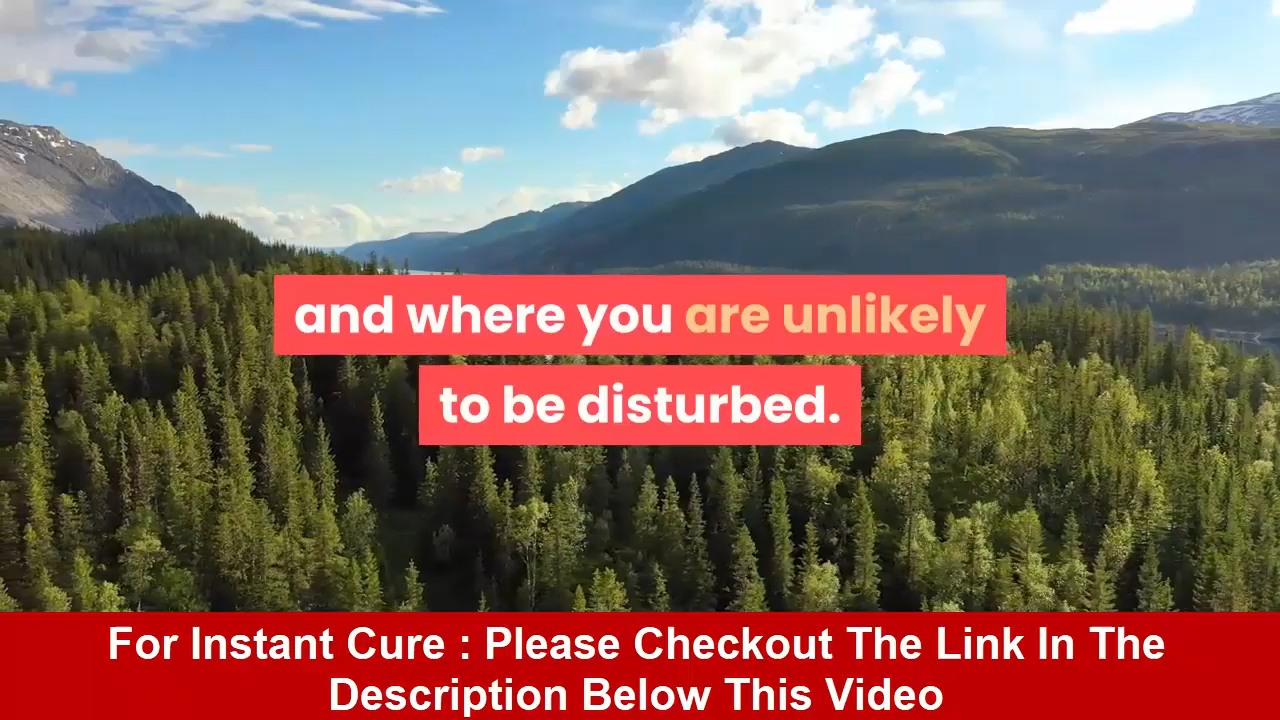 and where you are unlikely
to be disturbed.
For Instant Cure : Please Checkout The Link In The
Description Below This Video